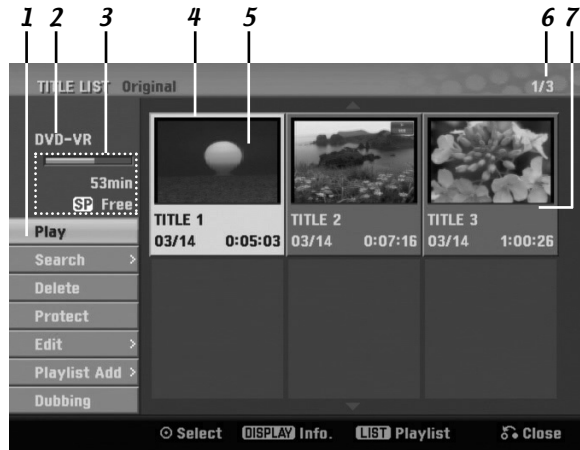 1 2 3 4 5 6 7
TITLE LIST Original 1/3
DVD-VR
53min
SP Free
Play
Search >
Delete
Protect
Edit >
Playlist Add >
Dubbing
TITLE 1
03/14 0:05:03
TITLE 2
03/14 0:07:16
TITLE 3
03/14 1:00:26
Select DISPLAY Info. LIST Playlist Close